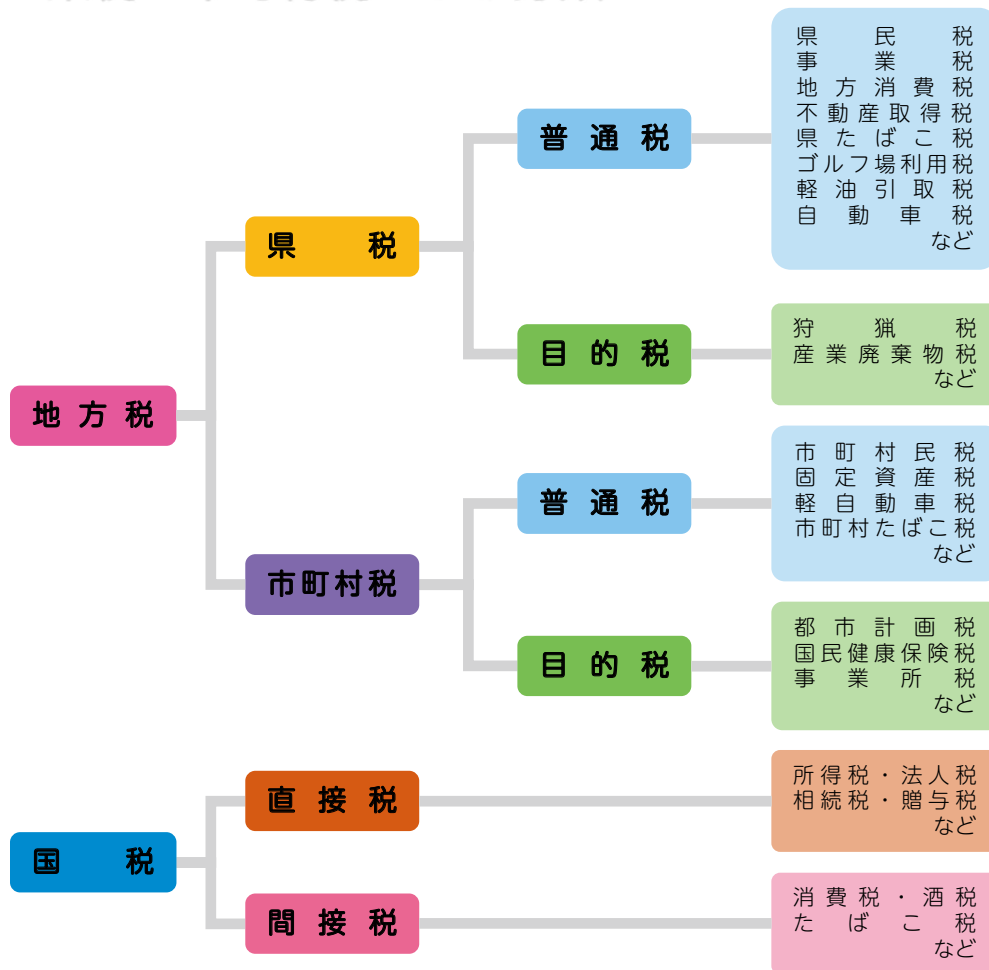 県民税
事業税
地方消費税
不動産取得税
県たばこ税
ゴルフ場利用税
軽油引取税
自動車税
など
普通税
県税
狩猟税
産業廃棄物税
など
目的税
地方税
市町村民税
固定資産税
軽自動車税
市町村たばこ税
など
普通税
市町村税
都市計画税
国民健康保険税
事業所税
など
目的税
所得税・法人税
相続税・贈与税
など
直接税
国税
消費税・酒税
たばこ税
など
間接税